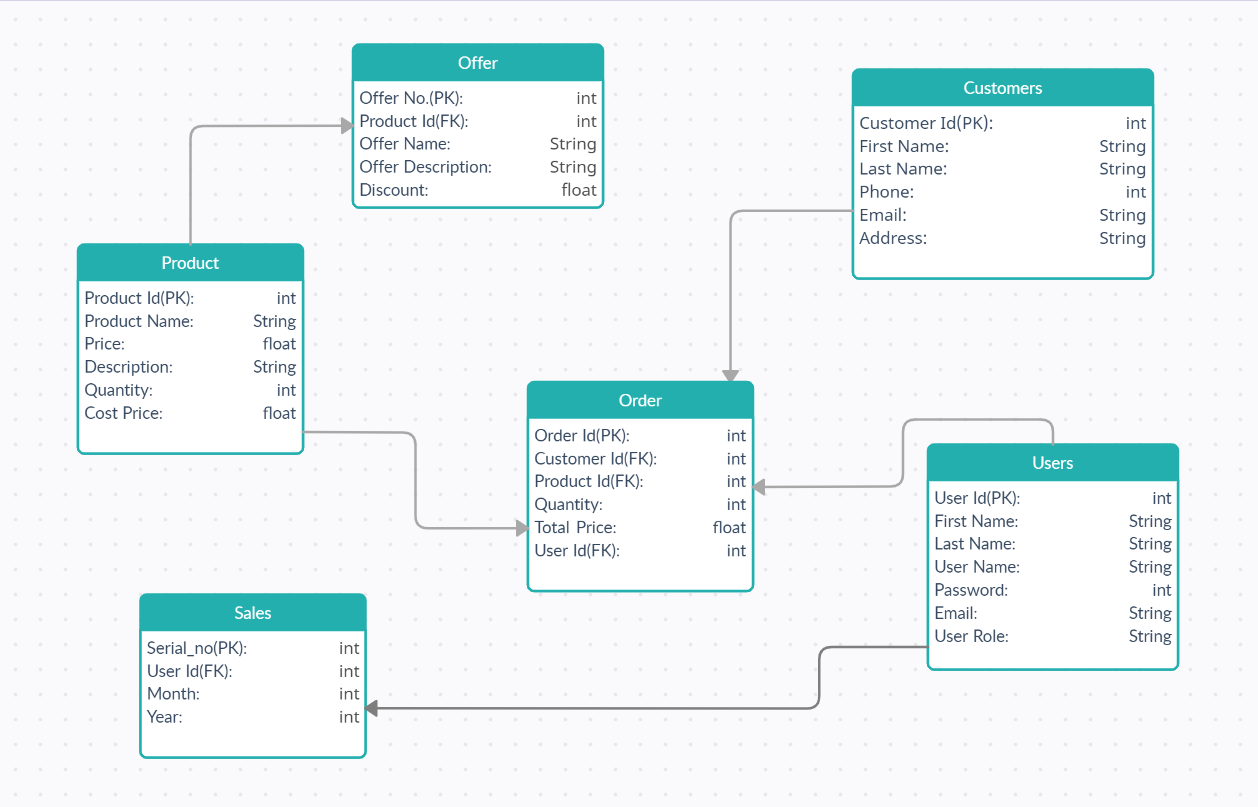 Offer
Offer No.(PK): int
Product Id(FK): int
Offer Name: String
Offer Description: String
Discount: float
Customers
Customer Id(PK): int
First Name: String
Last Name: String
Phone: int
Email: String
Address: String
Product
Product Id(PK): int
Product Name: String
Price: float
Description: String
Quantity: int
Cost Price: float
Order
Order Id(PK): int
Customer Id(FK): int
Product Id(FK): int
Quantity: int
Total Price: float
User Id(FK): int
Users
User Id(PK): int
First Name: String
Last Name: String
User Name: String
Password: int
Email: String
User Role: String
Sales
Serial_no(PK): int
User Id(FK): int
Month: int
Year: int